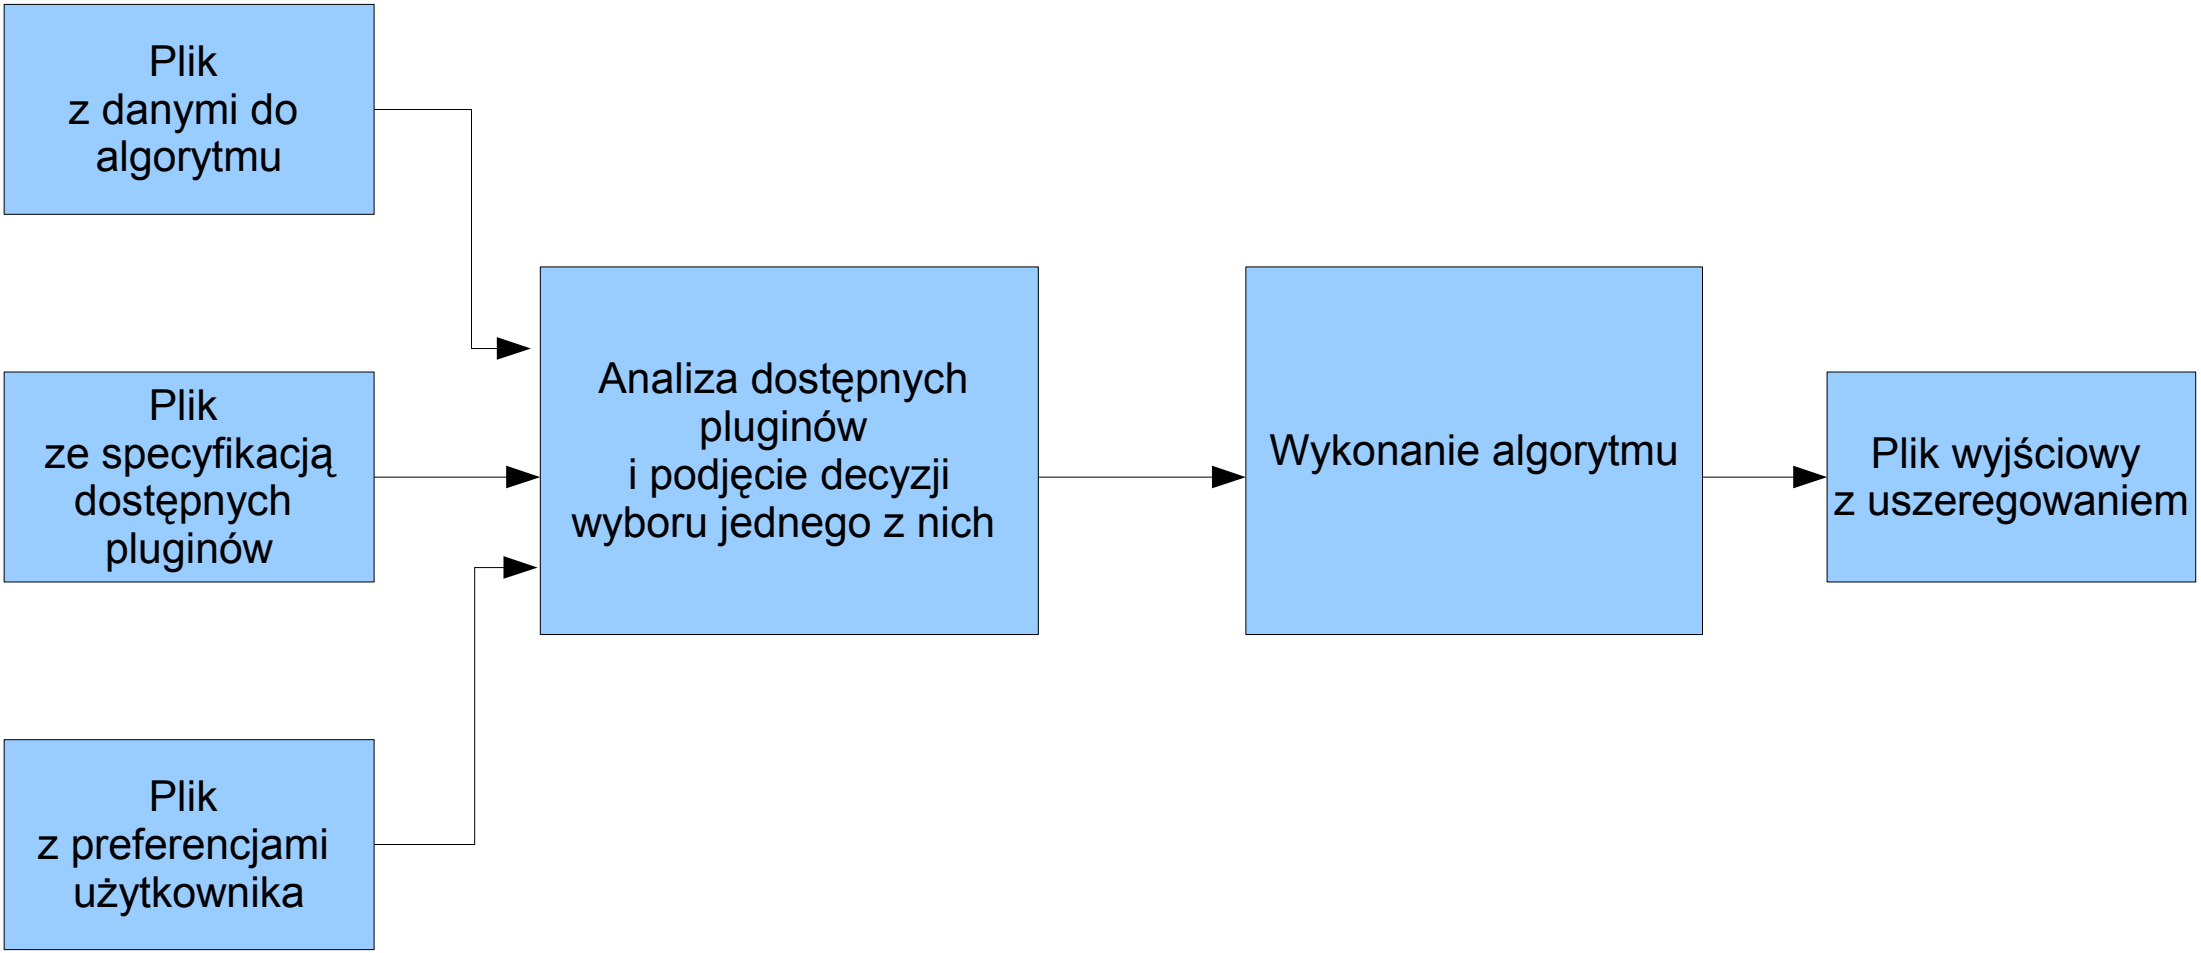 Plik
z danymi do
algorytmu
Plik
ze specyfikacją
dostępnych
pluginów
Plik
z preferencjami
użytkownika
Analiza dostępnych
pluginów
i podjęcie decyzji
wyboru jednego z nich
Wykonanie algorytmu
Plik wyjściowy
z uszeregowaniem